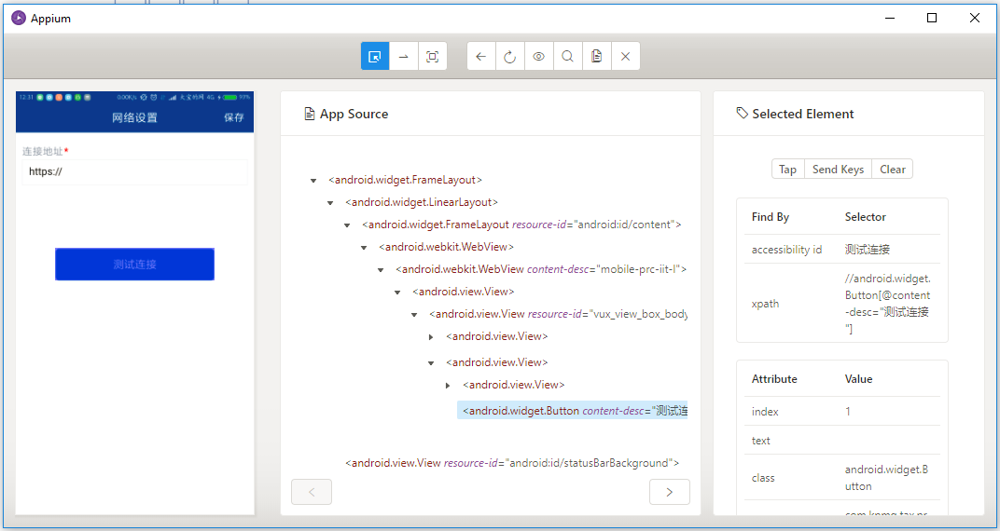 Appium
12:31
0.00K/s
4G
93%
网络设置
保存
连接地址*
https://
测试连接
App Source
<android.widget.FrameLayout>
<android.widget.LinearLayout>
<android.widget.FrameLayout resource-id="android:id/content">
<android.webkit.WebView>
<android.webkit.WebView content-desc="mobile-prc-iit-l">
<android.view.View>
<android.view.View resource-id="vux_view_box_body
<android.view.View>
<android.view.View>
<android.view.View>
<android.widget.Button content-desc="测试连
<android.view.View resource-id="android:id/statusBarBackground">
Selected Element
Tap Send Keys Clear
Find By Selector
accessibility id 测试连接
xpath //android.widget.
Button[@content
-desc="测试连接
"]
Attribute Value
index 1
text
class android.widget.B
utton